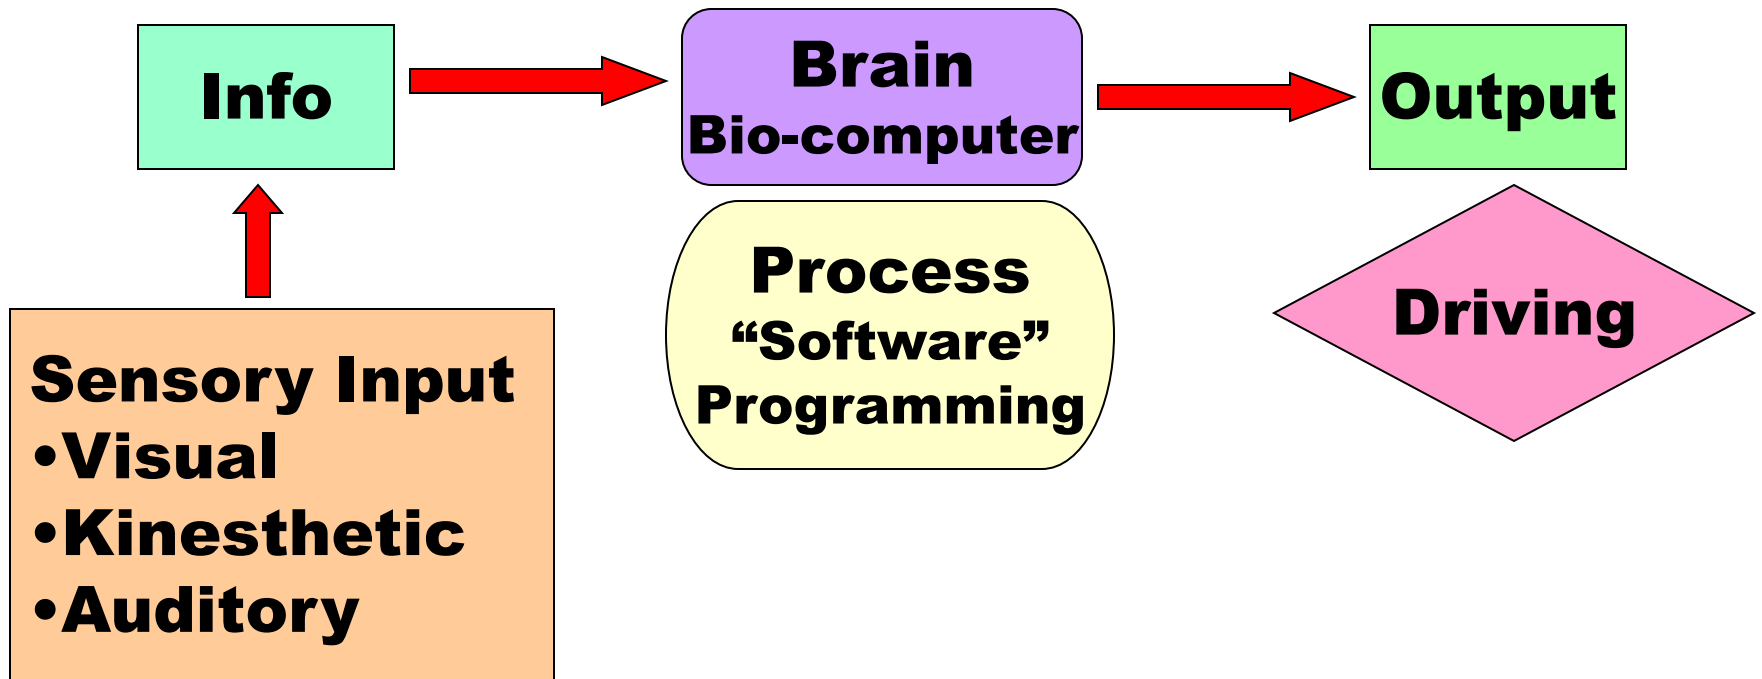 Info
Brain
Bio-computer
Output
Process
“Software”
Programming
Driving
Sensory Input
•Visual
•Kinesthetic
•Auditory